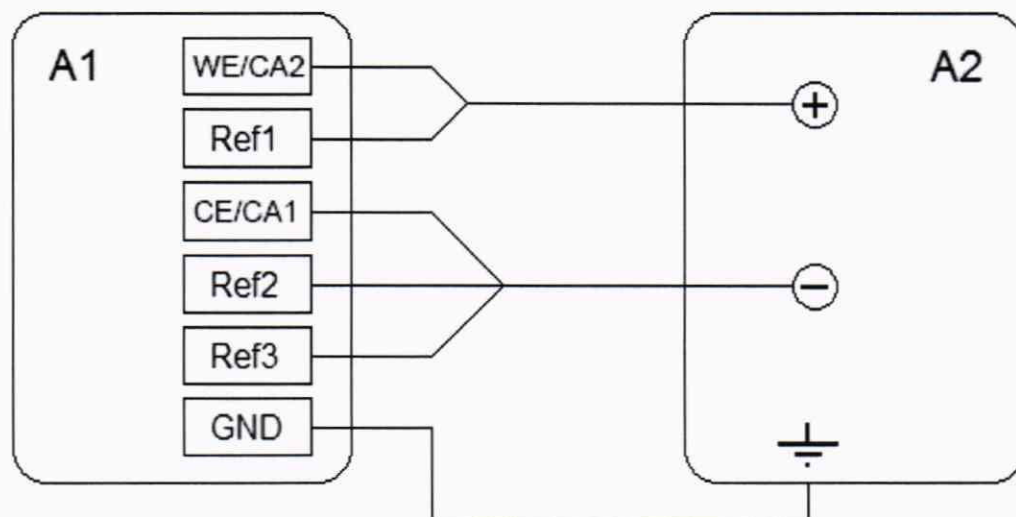 A1
WE/CA2
Ref1
CE/CA1
Ref2
Ref3
GND
A2
+
−